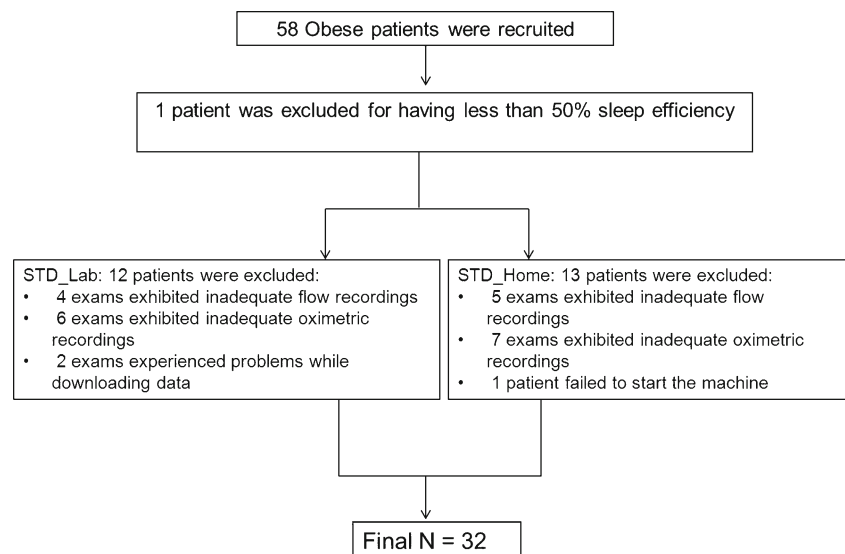 58 Obese patients were recruited
1 patient was excluded for having less than 50% sleep efficiency
STD_Lab: 12 patients were excluded:
• 4 exams exhibited inadequate flow recordings
• 6 exams exhibited inadequate oximetric
recordings
• 2 exams experienced problems while
downloading data
STD_Home: 13 patients were excluded:
• 5 exams exhibited inadequate flow
recordings
• 7 exams exhibited inadequate oximetric
recordings
• 1 patient failed to start the machine
Final N = 32